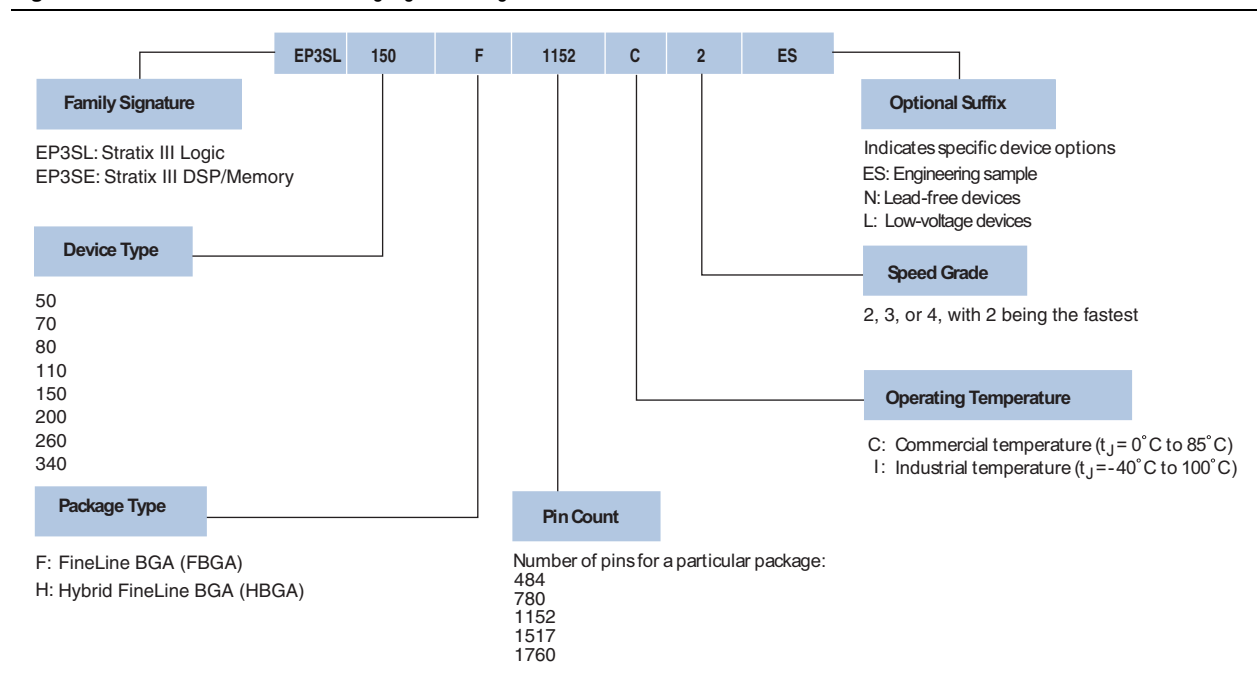 EP3SL 150 F 1152 C 2 ES
Family Signature
EP3SL: Stratix III Logic
EP3SE: Stratix III DSP/Memory
Device Type
50
70
80
110
150
200
260
340
Package Type
F: FineLine BGA (FBGA)
H: Hybrid FineLine BGA (HBGA)
Pin Count
Number of pins for a particular package:
484
780
1152
1517
1760
Optional Suffix
Indicates specific device options
ES: Engineering sample
N: Lead-free devices
L: Low-voltage devices
Speed Grade
2, 3, or 4, with 2 being the fastest
Operating Temperature
C: Commercial temperature (tJ = 0°C to 85°C)
I: Industrial temperature (tJ = -40°C to 100°C)